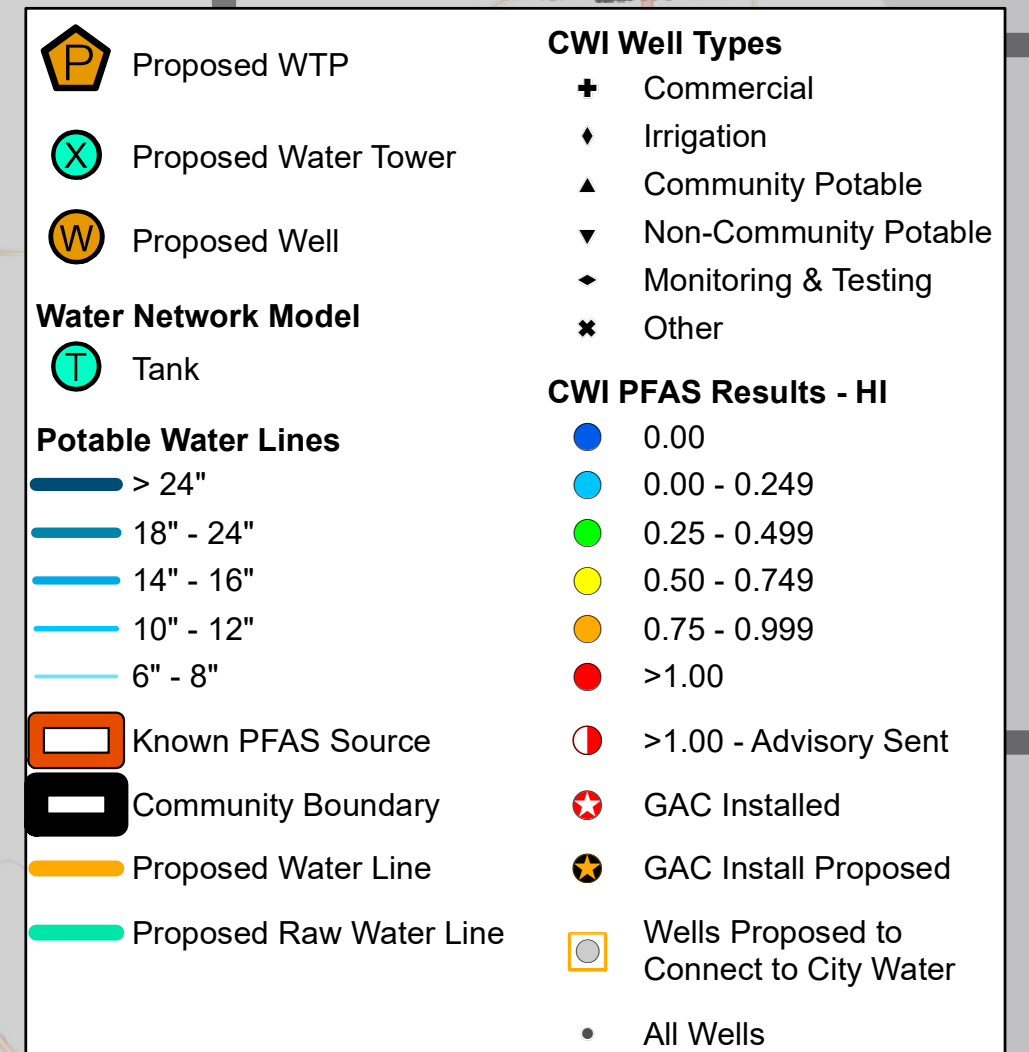 P Proposed WTP
X Proposed Water Tower
W Proposed Well
Water Network Model
T Tank
Potable Water Lines
> 24"
18" - 24"
14" - 16"
10" - 12"
6" - 8"
Known PFAS Source
Community Boundary
Proposed Water Line
Proposed Raw Water Line
CWI Well Types
Commercial
Irrigation
Community Potable
Non-Community Potable
Monitoring & Testing
Other
CWI PFAS Results - HI
0.00
0.00 - 0.249
0.25 - 0.499
0.50 - 0.749
0.75 - 0.999
>1.00
>1.00 - Advisory Sent
GAC Installed
GAC Install Proposed
Wells Proposed to
Connect to City Water
All Wells